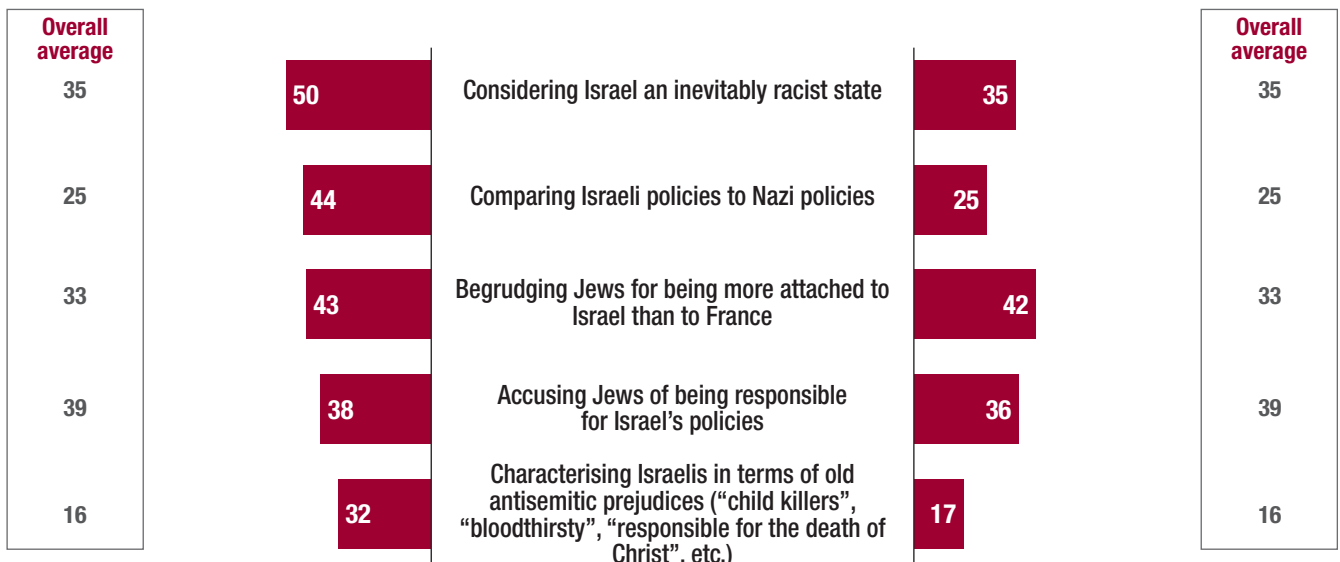 Overall
average
Overall
average
35
50
Considering Israel an inevitably racist state
35
35
25
44
Comparing Israeli policies to Nazi policies
25
25
33
43
Begrudging Jews for being more attached to
Israel than to France
42
33
39
38
Accusing Jews of being responsible
for Israel’s policies
36
39
16
32
Characterising Israelis in terms of old
antisemitic prejudices (“child killers”,
“bloodthirsty”, “responsible for the death of
Christ”, etc.)
17
16